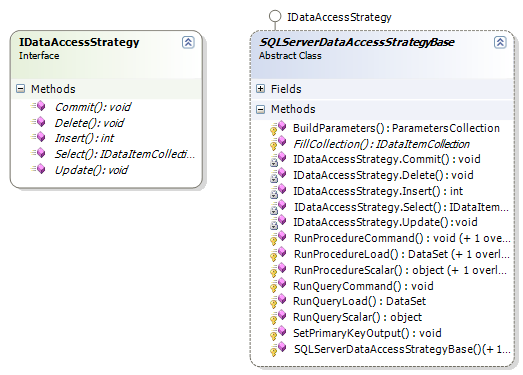 IDataAccessStrategy
Interface
Methods
Commit() : void
Delete() : void
Insert() : int
Select() : IDataItemCollecti...
Update() : void
IDataAccessStrategy
SQLServerDataAccessStrategyBase
Abstract Class
Fields
Methods
BuildParameters() : ParametersCollection
FillCollection() : IDataItemCollection
IDataAccessStrategy.Commit() : void
IDataAccessStrategy.Delete() : void
IDataAccessStrategy.Insert() : int
IDataAccessStrategy.Select() : IDataItem...
IDataAccessStrategy.Update() : void
RunProcedureCommand() : void (+ 1 over...
RunProcedureLoad() : DataSet (+ 1 overl...
RunProcedureScalar() : object (+ 1 overl...
RunQueryCommand() : void
RunQueryLoad() : DataSet
RunQueryScalar() : object
SetPrimaryKeyOutput() : void
SQLServerDataAccessStrategyBase()(+ 1...